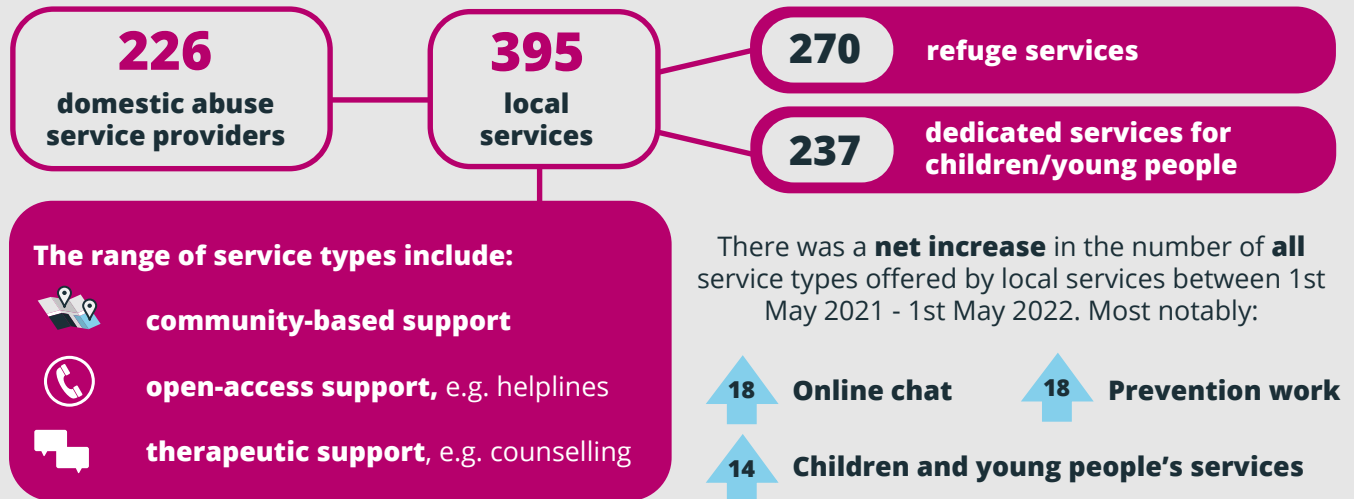 226
domestic abuse
service providers
395
local
services
270
refuge services
237
dedicated services for
children/young people
The range of service types include:
community-based support
open-access support, e.g. helplines
therapeutic support, e.g. counselling
There was a net increase in the number of all
service types offered by local services between 1st
May 2021 - 1st May 2022. Most notably:
18 Online chat
18 Prevention work
14 Children and young people's services